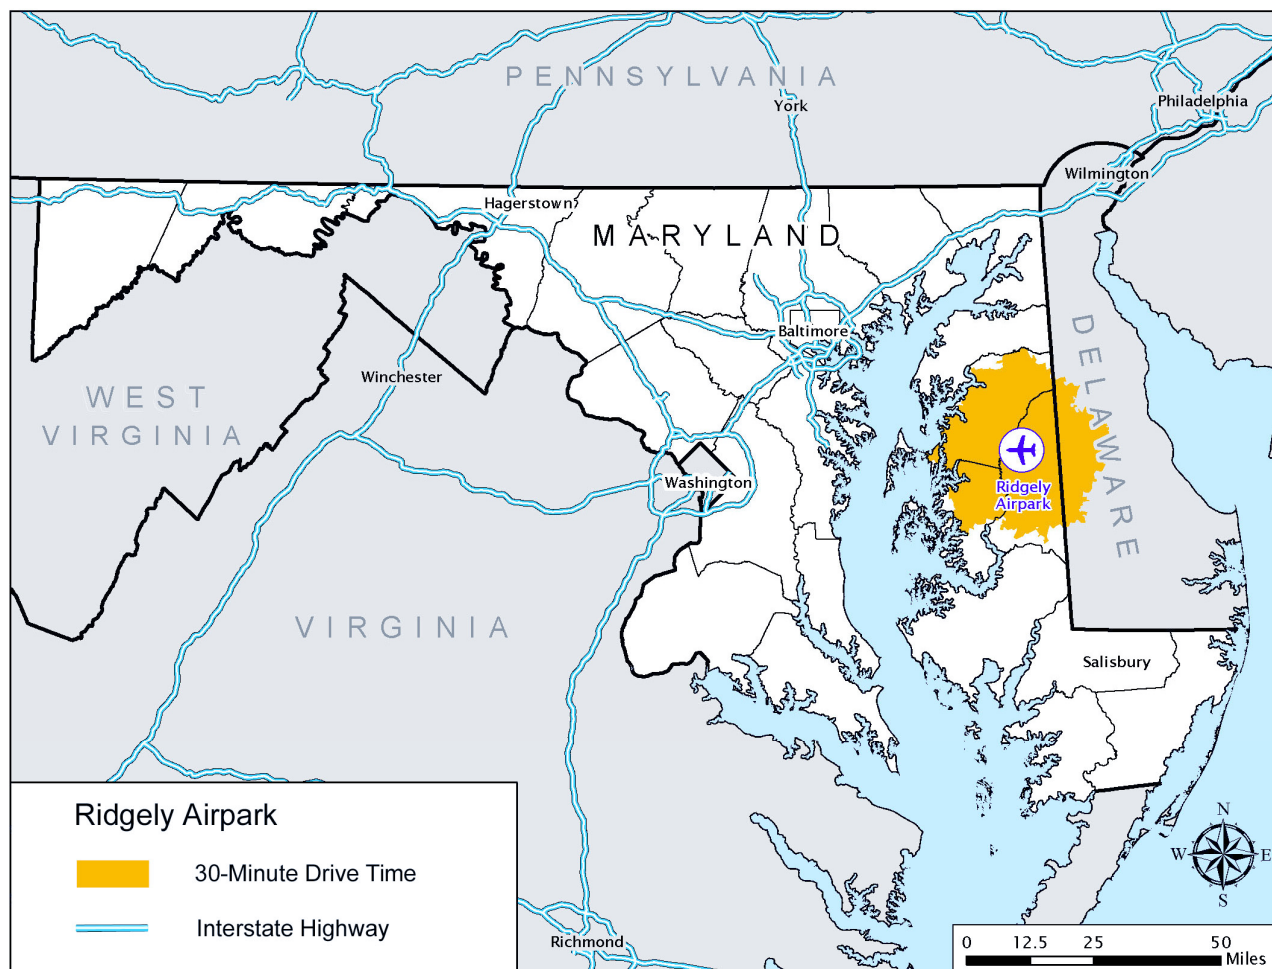 PENNSYLVANIA
York
Philadelphia
Wilmington
Hagerstown
MARYLAND
Baltimore
DELAWARE
Winchester
WEST
VIRGINIA
Washington
Ridgely
Airpark
VIRGINIA
Salisbury
Richmond
Ridgely Airpark
30-Minute Drive Time
Interstate Highway
N
W
E
S
0 12.5 25 50
Miles